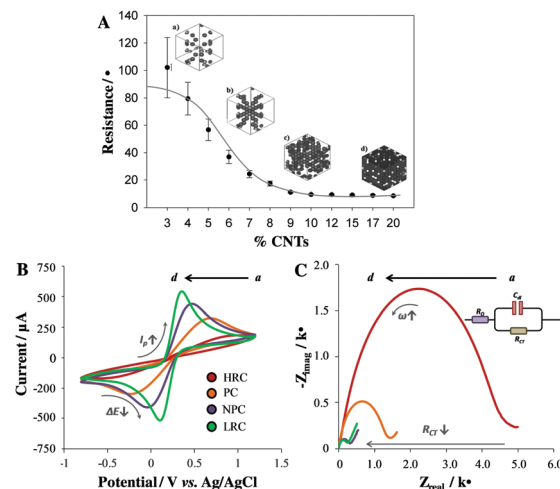 A
140
120
100
80
60
40
20
0
Resistance / •
a)
b)
c)
d)
3 4 5 6 7 8 9 10 12 15 17 20
% CNTs
B
750
500
250
0
-250
-500
-750
Current / µA
d a
Ip↑
ΔE↓
HRC
PC
NPC
LRC
-1 -0.5 0 0.5 1 1.5
Potential / V vs. Ag/AgCl
C
2.0
1.5
1.0
0.5
0
-Zimag / k•
d a
ω↑
RΩ
Cdl
RCT
RCT ↓
0 1.0 2.0 3.0 4.0 5.0 6.0
Zreal / k•